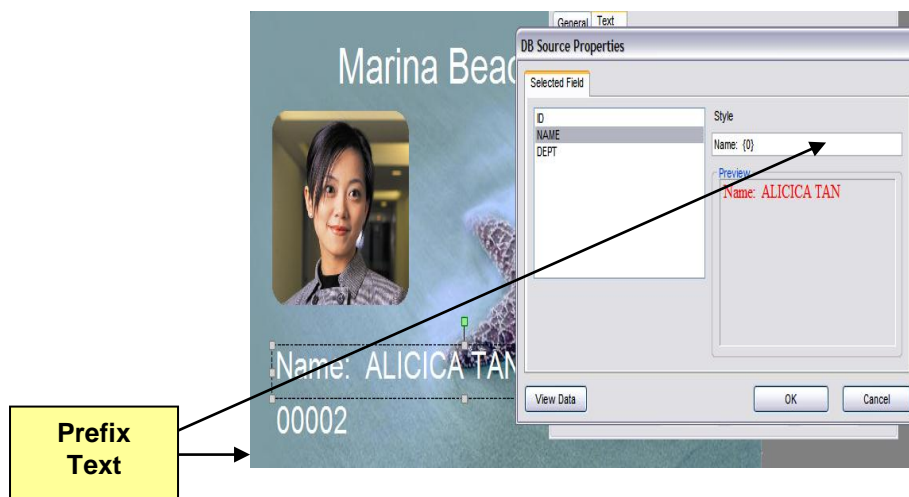 General Text
DB Source Properties
Marina Beac
Selected Field
ID
NAME
DEPT
Style
Name: {0}
Preview
Name: ALICICA TAN
Name: ALICICA TAN
00002
View Data
OK
Cancel
Prefix
Text